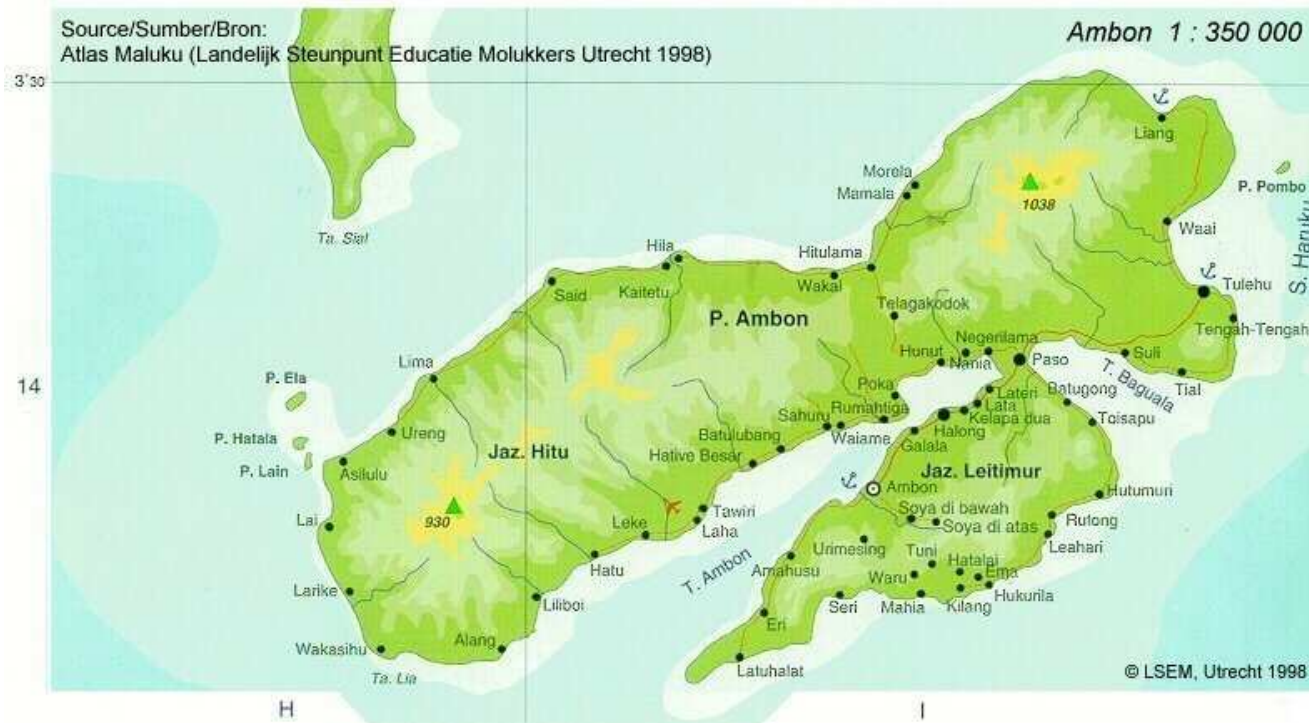 Source/Sumber/Bron:
Atlas Maluku (Landelijk Steunpunt Educatie Molukkers Utrecht 1998)
Ambon 1 : 350 000
3°30
Liang
Morela
Mamala
1038
P. Pombo
Ta. Sial
Waai
S. Haruku
Hila
Hitulama
Kaitetu
Wakal
Said
Tulehu
Telagakodok
P. Ambon
Tengah-Tengah
Negerilama
Lima
Hunut
Nania
Paso
Suli
T. Baguala
14
P. Ela
Poka
Lateri
Batugong
Tial
Lata
Sahuru
Rumahtiga
Kelapa dua
Toisapu
Ureng
P. Hatala
Batulubang
Waiame
Halong
Galala
Jaz. Hitu
Hative Besar
P. Lain
Asilulu
Jaz. Leitimur
Ambon
Hutumuri
Tawiri
Soya di bawah
Rutong
930
Lai
Leke
Laha
Soya di atas
Leahari
Urimesing
Tuni
Hatalai
Hatu
T. Ambon
Amahusu
Waru
Ema
Larike
Liliboi
Seri
Mahia
Kilang
Hukurila
Eri
Wakasihu
Alang
Latuhalat
Ta. Lia
© LSEM, Utrecht 1998
H
I